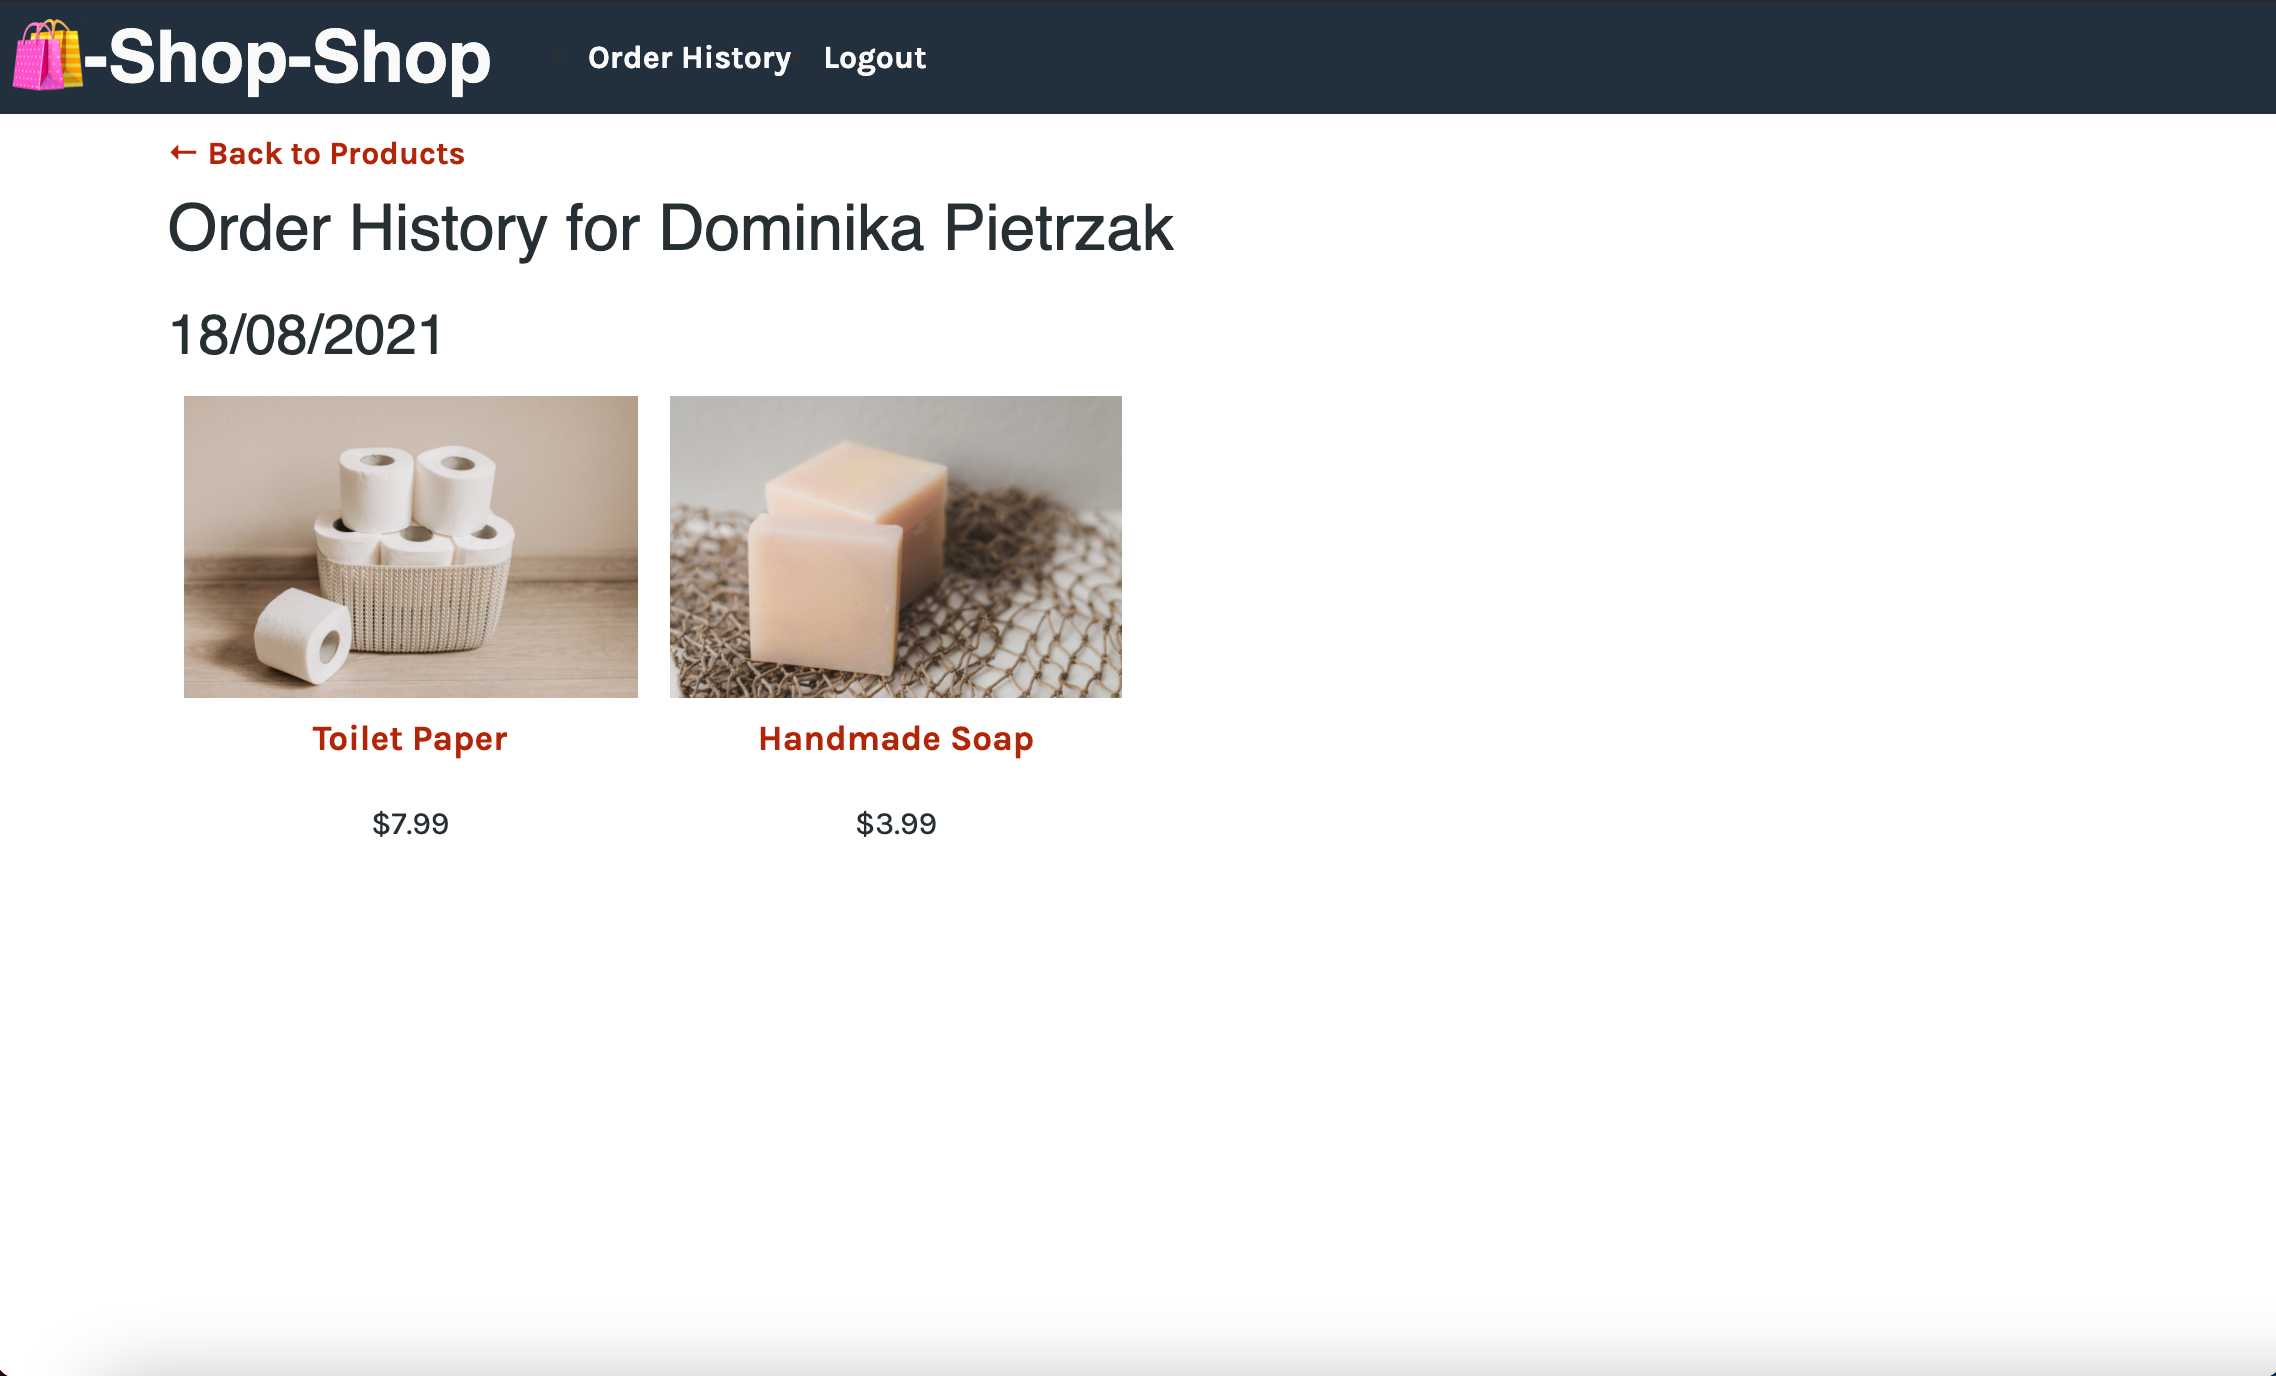 🛍️-Shop-Shop
Order History Logout
← Back to Products
Order History for Dominika Pietrzak
18/08/2021
Toilet Paper Handmade Soap
$7.99 $3.99